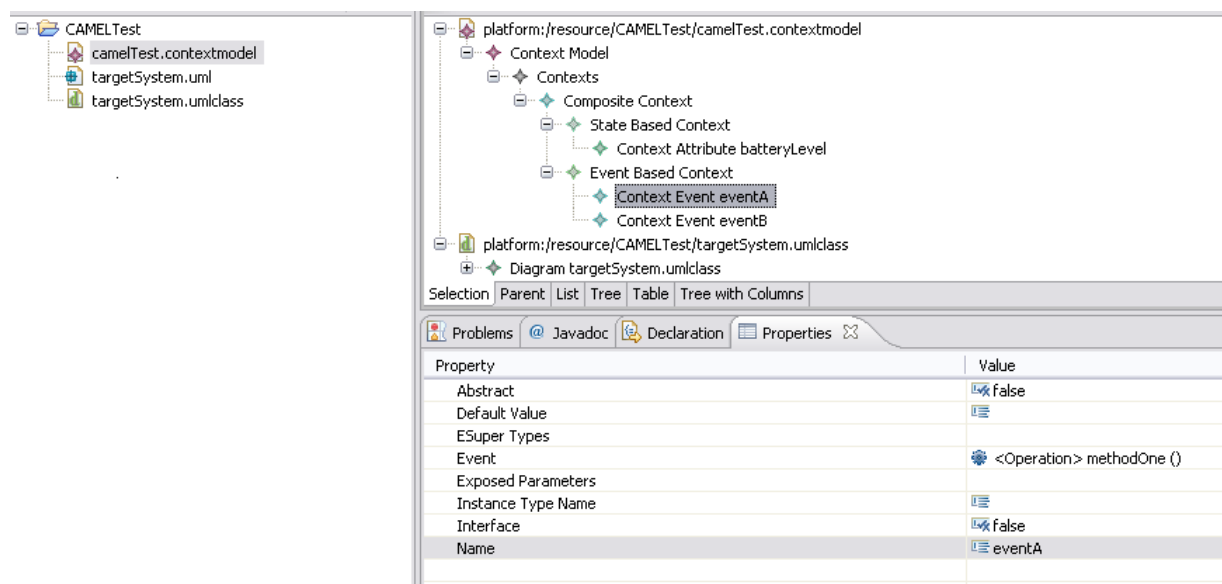 CAMELTest
camelTest.contextmodel
targetSystem.uml
targetSystem.umlclass
platform:/resource/CAMELTest/camelTest.contextmodel
Context Model
Contexts
Composite Context
State Based Context
Context Attribute batteryLevel
Event Based Context
Context Event eventA
Context Event eventB
platform:/resource/CAMELTest/targetSystem.umlclass
Diagram targetSystem.umlclass
Selection Parent List Tree Table Tree with Columns
Problems @ Javadoc Declaration Properties
Property Value
Abstract false
Default Value
ESuper Types
Event <Operation> methodOne ()
Exposed Parameters
Instance Type Name
Interface false
Name eventA